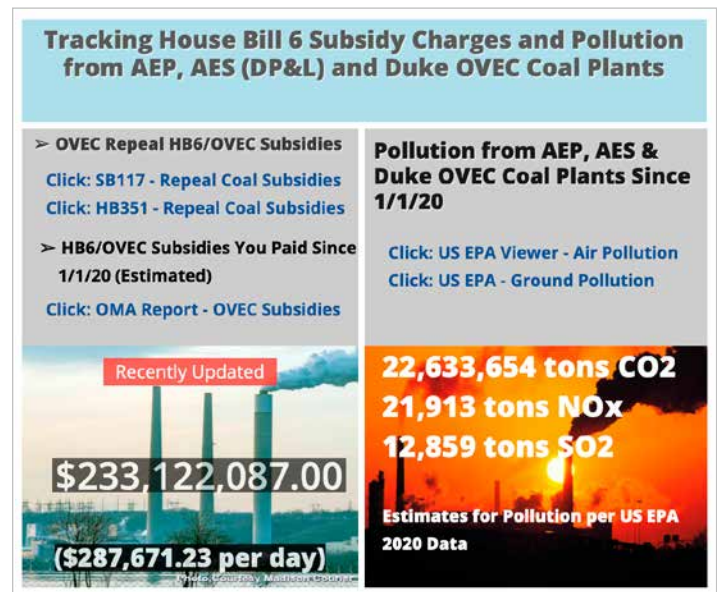 Tracking House Bill 6 Subsidy Charges and Pollution
from AEP, AES (DP&L) and Duke OVEC Coal Plants
➢ OVEC Repeal HB6/OVEC Subsidies
Click: SB117 - Repeal Coal Subsidies
Click: HB351 - Repeal Coal Subsidies
➢ HB6/OVEC Subsidies You Paid Since
1/1/20 (Estimated)
Click: OMA Report - OVEC Subsidies
Recently Updated
$233,122,087.00
($287,671.23 per day)
Photo Courtesy Madison Courier
Pollution from AEP, AES &
Duke OVEC Coal Plants Since
1/1/20
Click: US EPA Viewer - Air Pollution
Click: US EPA - Ground Pollution
22,633,654 tons CO2
21,913 tons NOx
12,859 tons SO2
Estimates for Pollution per US EPA
2020 Data